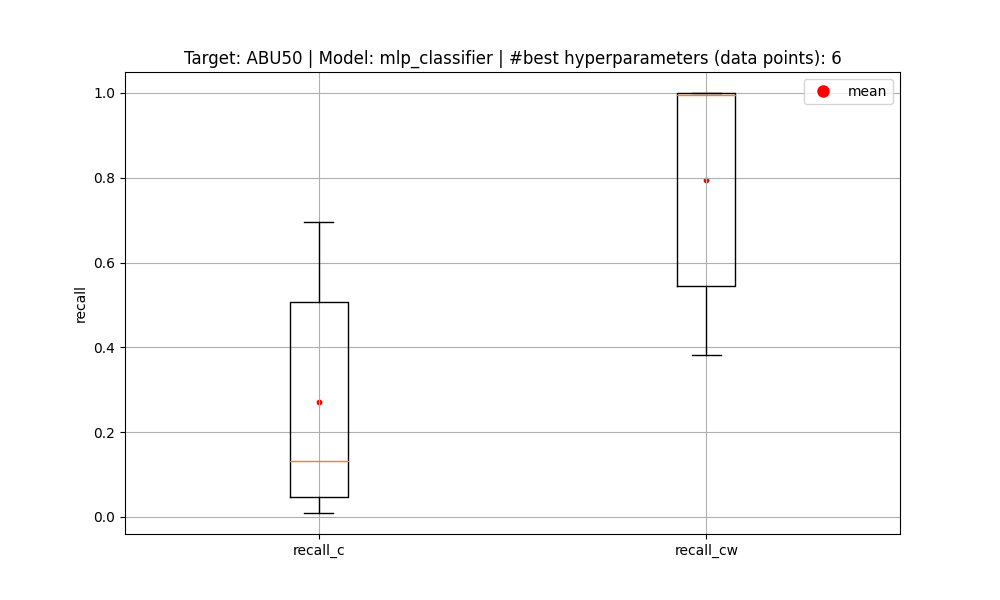 Target: ABU50 | Model: mlp_classifier | #best hyperparameters (data points): 6
1.0
mean
0.8
0.6
recall
0.4
0.2
0.0
recall_c
recall_cw